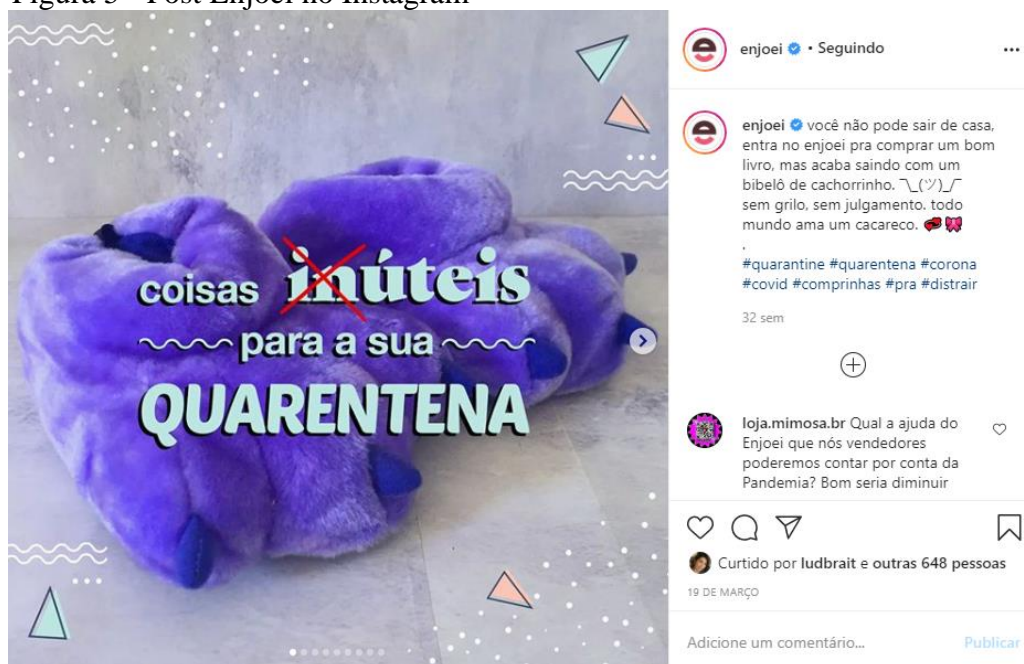 Figura 3 - Post Enjoei no Instagram
coisas inúteis
para a sua
QUARENTENA
enjoei • Seguindo
enjoei você não pode sair de casa,
entra no enjoei pra comprar um bom
livro, mas acaba saindo com um
bibelô de cachorrinho. ¯\_(ツ)_/¯
sem grilo, sem julgamento. todo
mundo ama um cacareco. 💝🎀
.
#quarantine #quarentena #corona
#covid #comprinhas #pra #distrair
32 sem
loja.mimosa.br Qual a ajuda do
Enjoei que nós vendedores
poderemos contar por conta da
Pandemia? Bom seria diminuir
Curtido por ludbrait e outras 648 pessoas
19 DE MARÇO
Adicione um comentário... Publicar